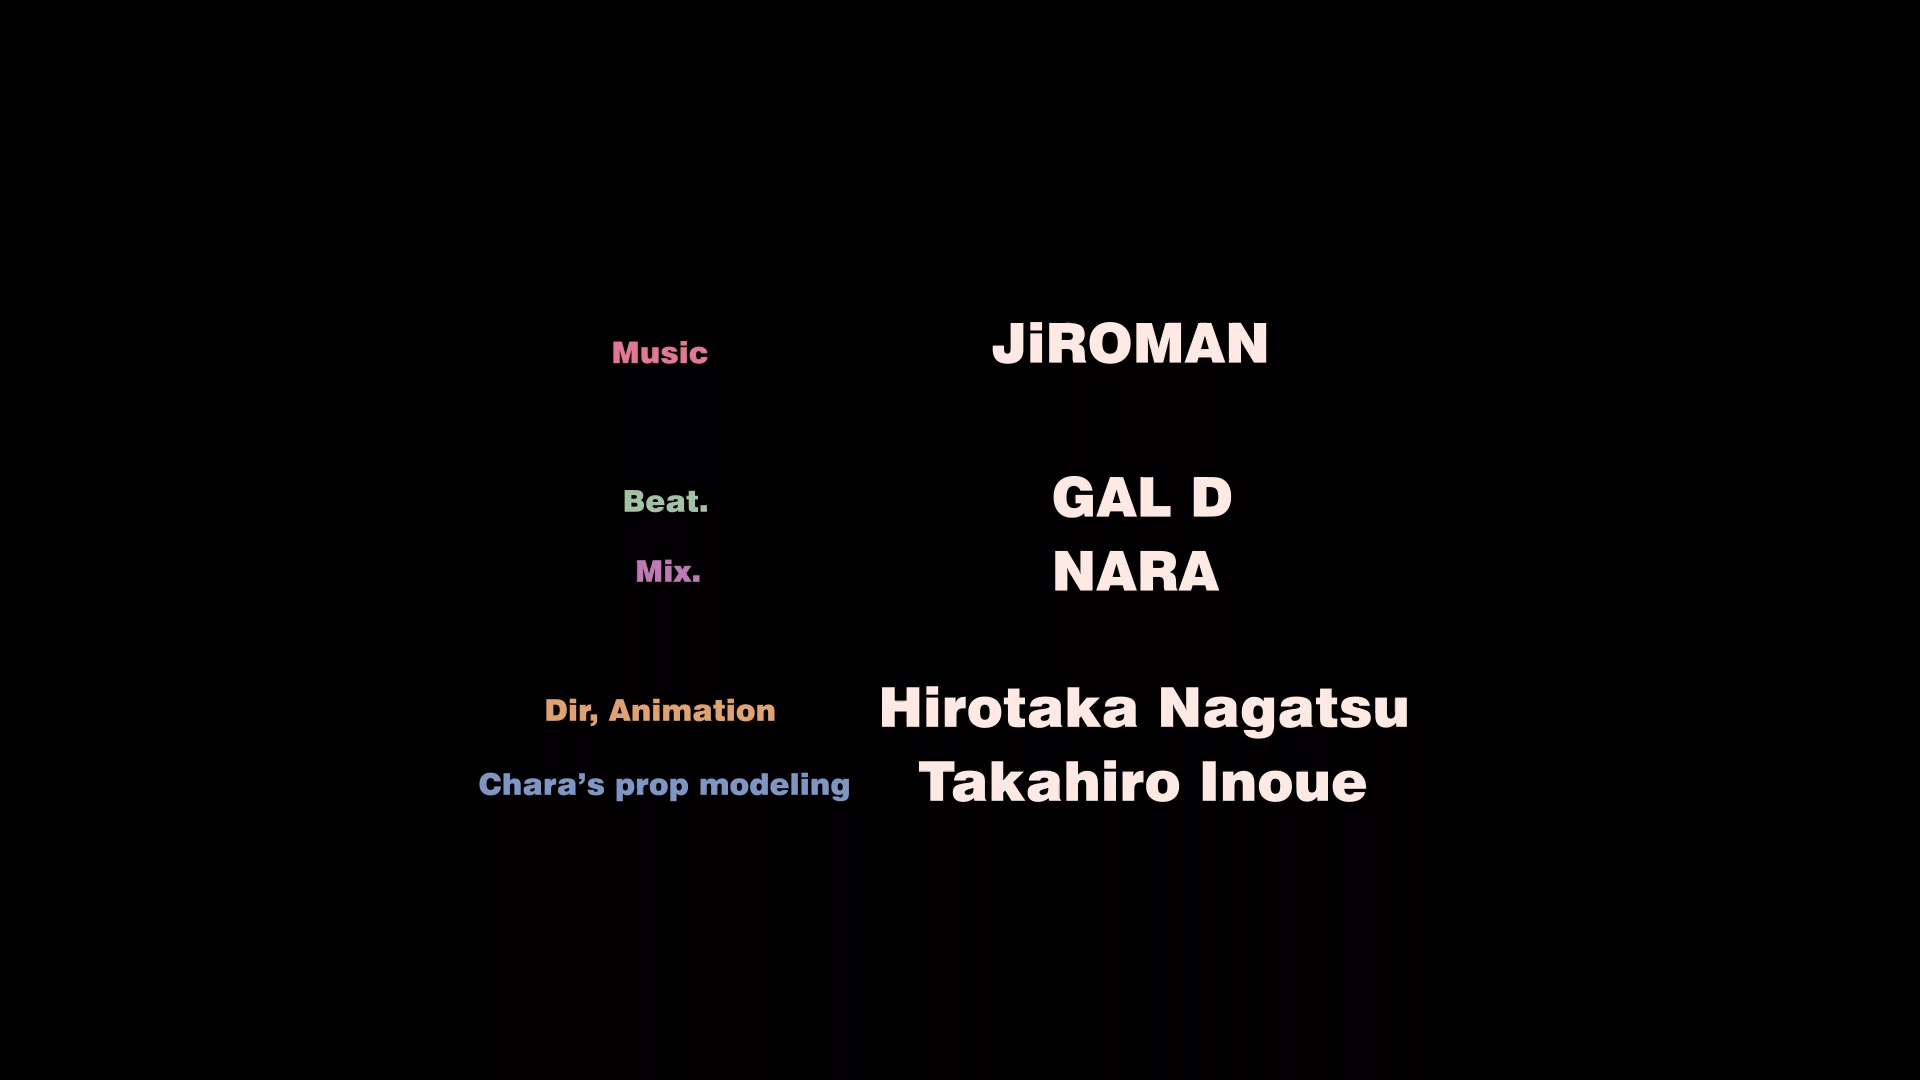 Music JiROMAN
Beat. GAL D
Mix. NARA
Dir, Animation Hirotaka Nagatsu
Chara’s prop modeling Takahiro Inoue